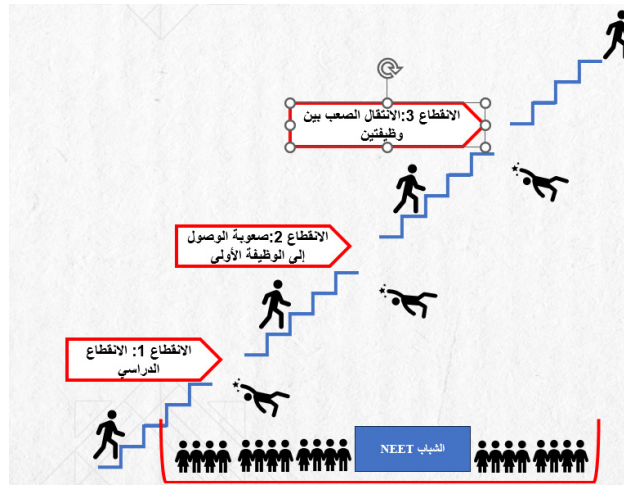 الانقطاع 3:الانتقال الصعب بين
وظيفتين
الانقطاع 2:صعوبة الوصول
إلى الوظيفة الأولى
الانقطاع 1: الانقطاع
الدراسي
الشباب NEET